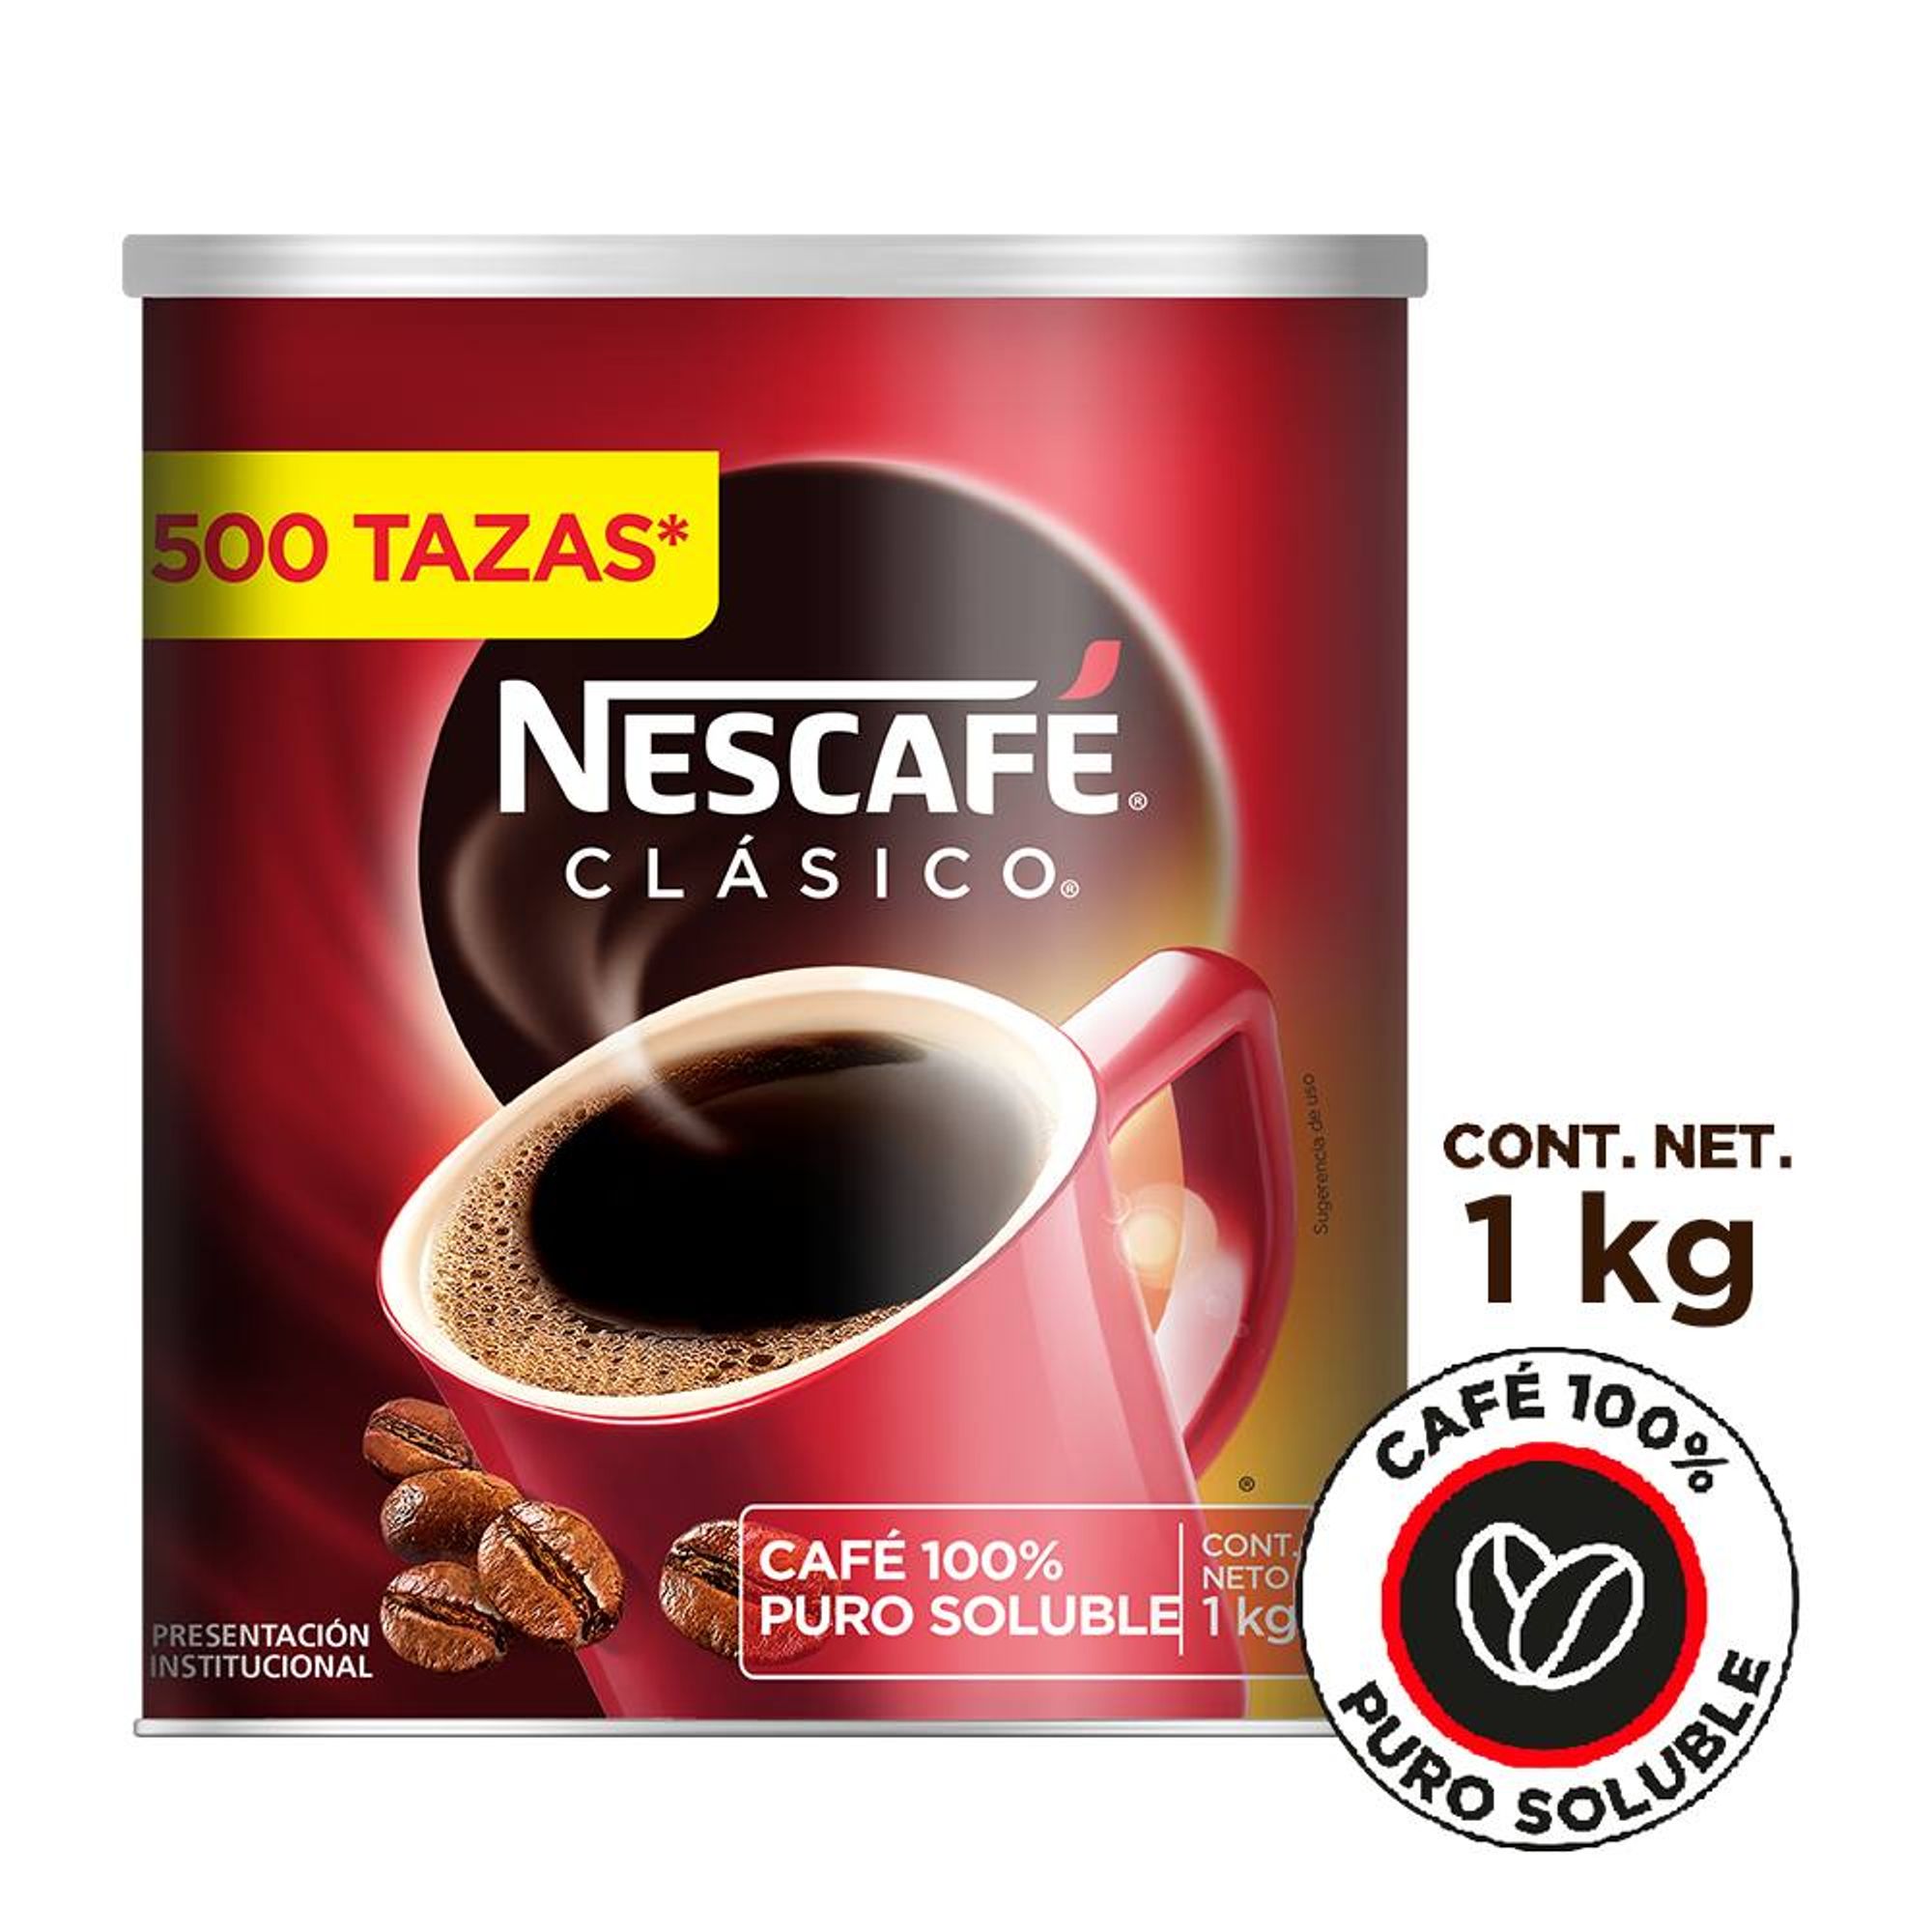 500 TAZAS*
NESCAFÉ®
CLÁSICO®
Sugerencia de uso
®
CAFÉ 100%
PURO SOLUBLE
CONT.
NETO
1 kg
PRESENTACIÓN
INSTITUCIONAL
CONT. NET.
1 kg
CAFÉ 100%
PURO SOLUBLE